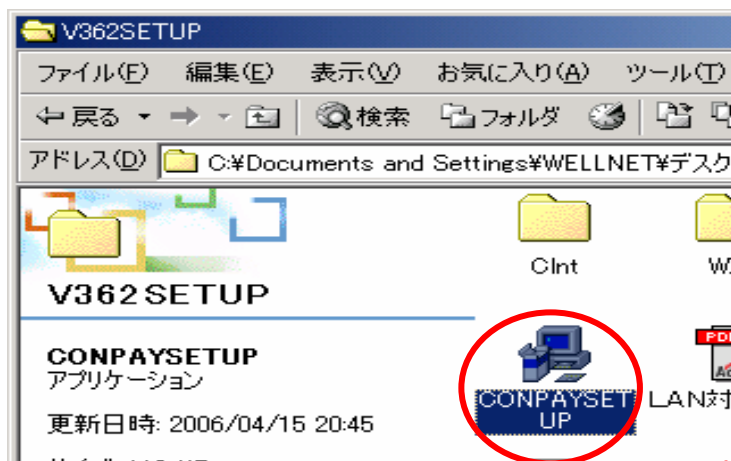 V362SETUP
ファイル(F) 編集(E) 表示(V) お気に入り(A) ツール(T)
戻る 検索 フォルダ
アドレス(D) C:¥Documents and Settings¥WELLNET¥デスク
Clnt
V362SETUP
CONPAYSETUP
アプリケーション
更新日時: 2006/04/15 20:45
CONPAYSET
UP
LAN対